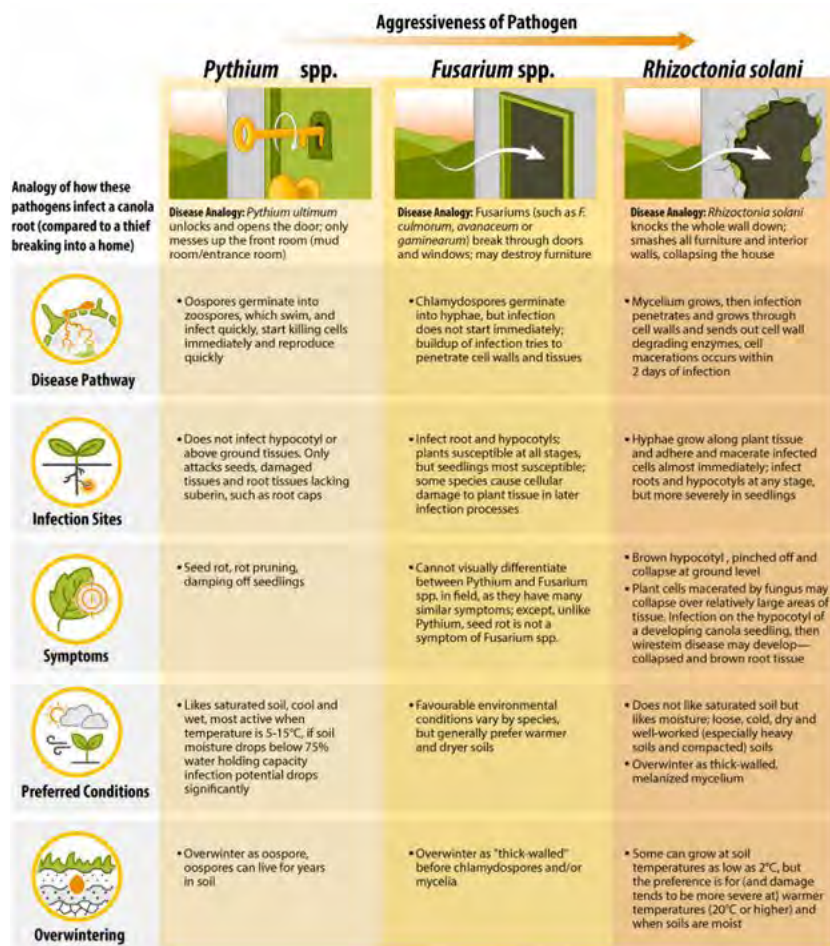 Aggressiveness of Pathogen
Pythium spp.
Fusarium spp.
Rhizoctonia solani
Analogy of how these
pathogens infect a canola
root (compared to a thief
breaking into a home)
Disease Analogy: Pythium ultimum
unlocks and opens the door; only
messes up the front room (mud
room/entrance room)
Disease Analogy: Fusariums (such as F.
culmorum, avanaceum or
gaminearum) break through doors
and windows; may destroy furniture
Disease Analogy: Rhizoctonia solani
knocks the whole wall down;
smashes all furniture and interior
walls, collapsing the house
Disease Pathway
• Oospores germinate into
zoospores, which swim, and
infect quickly, start killing cells
immediately and reproduce
quickly
• Chlamydospores germinate
into hyphae, but infection
does not start immediately;
buildup of infection tries to
penetrate cell walls and tissues
• Mycelium grows, then infection
penetrates and grows through
cell walls and sends out cell wall
degrading enzymes, cell
macerations occurs within
2 days of infection
Infection Sites
• Does not infect hypocotyl or
above ground tissues. Only
attacks seeds, damaged
tissues and root tissues lacking
suberin, such as root caps
• Infect root and hypocotyls;
plants susceptible at all stages,
but seedlings most susceptible;
some species cause cellular
damage to plant tissue in later
infection processes
• Hyphae grow along plant tissue
and adhere and macerate infected
cells almost immediately; infect
roots and hypocotyls at any stage,
but more severely in seedlings
Symptoms
• Seed rot, rot pruning,
damping off seedlings
• Cannot visually differentiate
between Pythium and Fusarium
spp. in field, as they have many
similar symptoms; except, unlike
Pythium, seed rot is not a
symptom of Fusarium spp.
• Brown hypocotyl , pinched off and
collapse at ground level
• Plant cells macerated by fungus may
collapse over relatively large areas of
tissue. Infection on the hypocotyl of
a developing canola seedling, then
wirestem disease may develop—
collapsed and brown root tissue
Preferred Conditions
• Likes saturated soil, cool and
wet, most active when
temperature is 5-15°C, if soil
moisture drops below 75%
water holding capacity
infection potential drops
significantly
• Favourable environmental
conditions vary by species,
but generally prefer warmer
and dryer soils
• Does not like saturated soil but
likes moisture; loose, cold, dry and
well-worked (especially heavy
soils and compacted) soils
• Overwinter as thick-walled,
melanized mycelium
Overwintering
• Overwinter as oospore,
oospores can live for years
in soil
• Overwinter as "thick-walled"
before chlamydospores and/or
mycelia
• Some can grow at soil
temperatures as low as 2°C, but
the preference is for (and damage
tends to be more severe at) warmer
temperatures (20°C or higher) and
when soils are moist